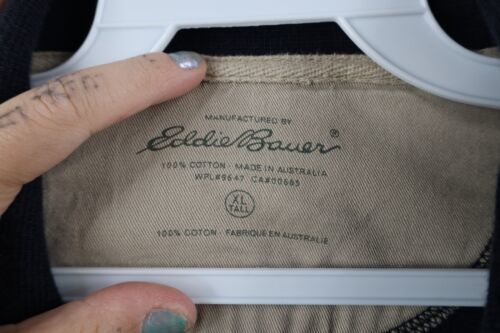 MANUFACTURED BY
Eddie Bauer®
100% COTTON - MADE IN AUSTRALIA
WPL#9647 CA#00665
XL
TALL
100% COTON - FABRIQUE EN AUSTRALIE